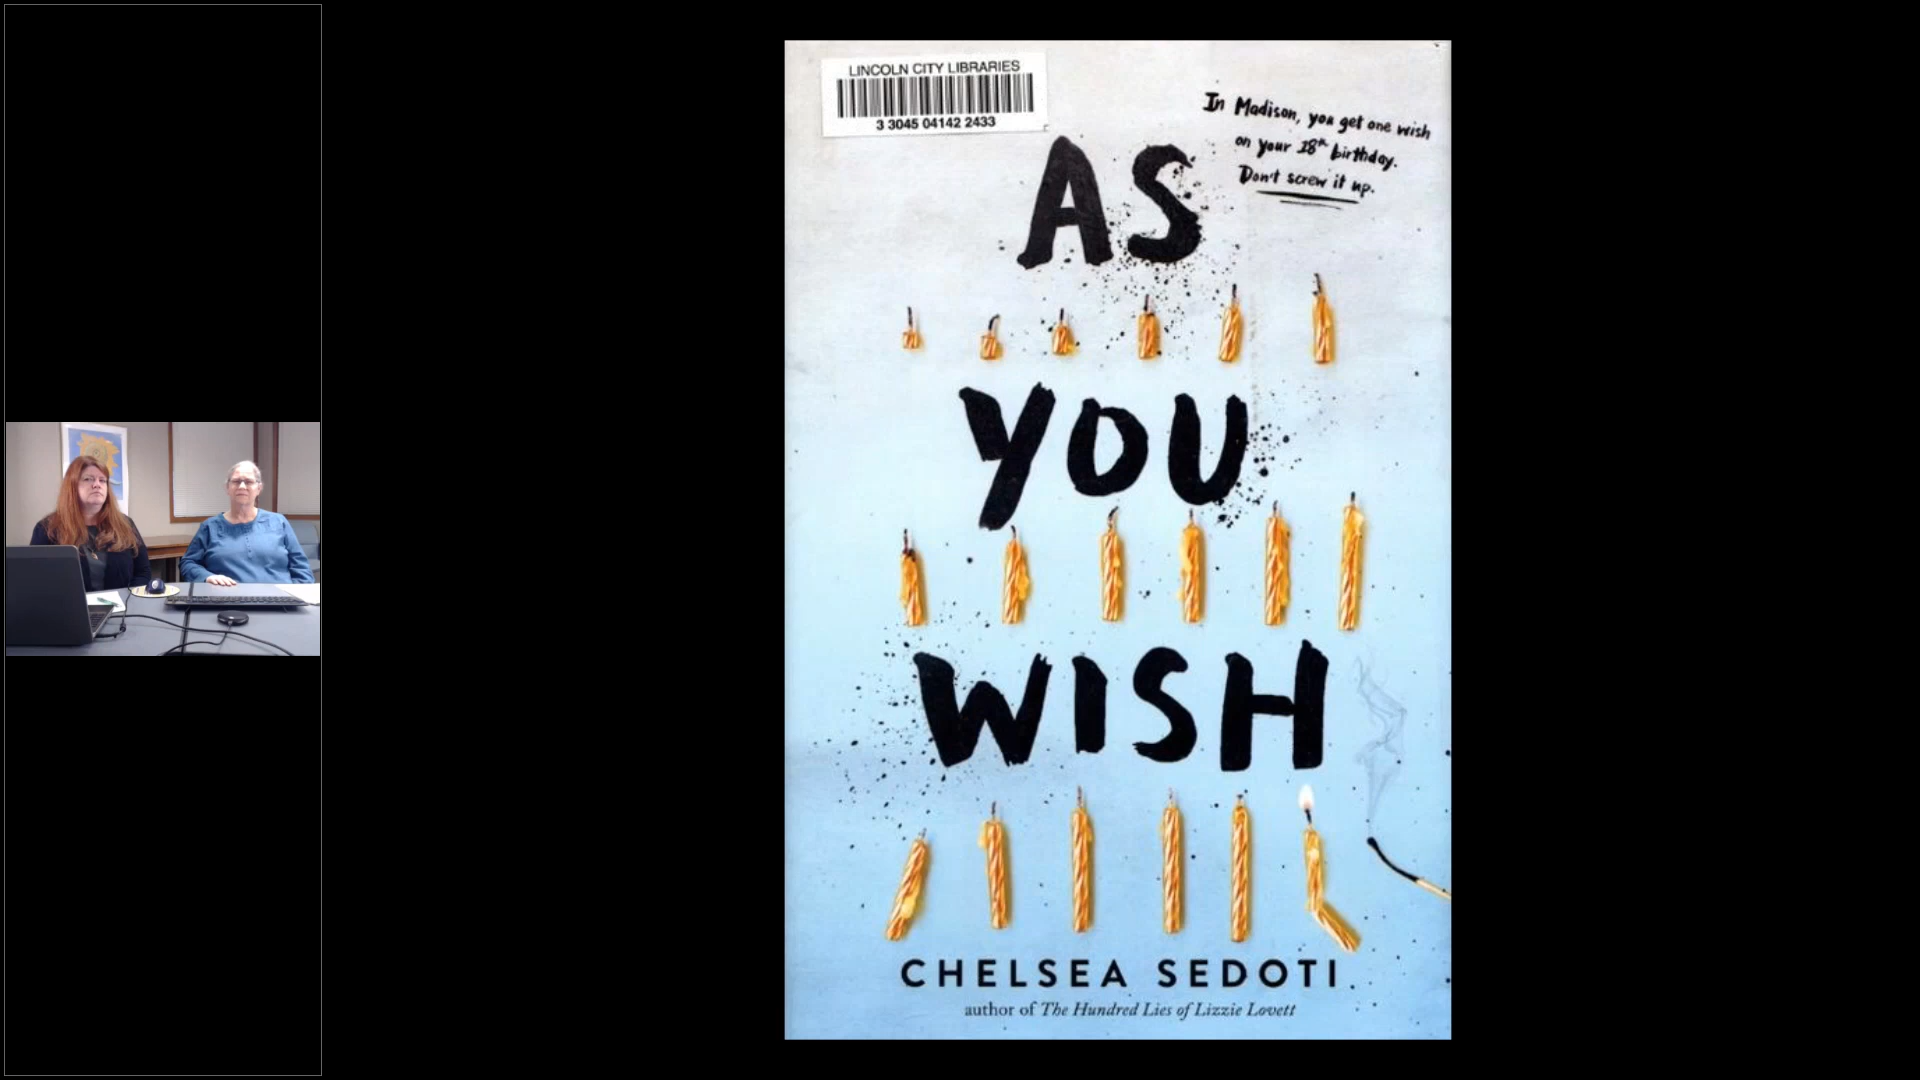 LINCOLN CITY LIBRARIES
3 3045 04142 2433
In Madison, you get one wish
on your 18th birthday.
Don't screw it up.
AS
YOU
WISH
CHELSEA SEDOTI
author of The Hundred Lies of Lizzie Lovett